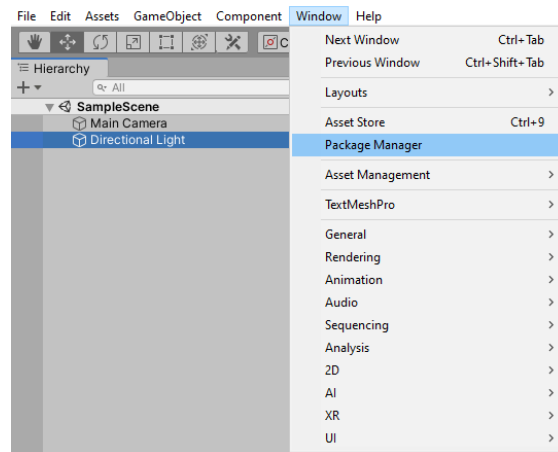 File Edit Assets GameObject Component Window Help
Hierarchy
All
SampleScene
Main Camera
Directional Light
C
Next Window Ctrl+Tab
Previous Window Ctrl+Shift+Tab
Layouts
Asset Store Ctrl+9
Package Manager
Asset Management
TextMeshPro
General
Rendering
Animation
Audio
Sequencing
Analysis
2D
AI
XR
UI